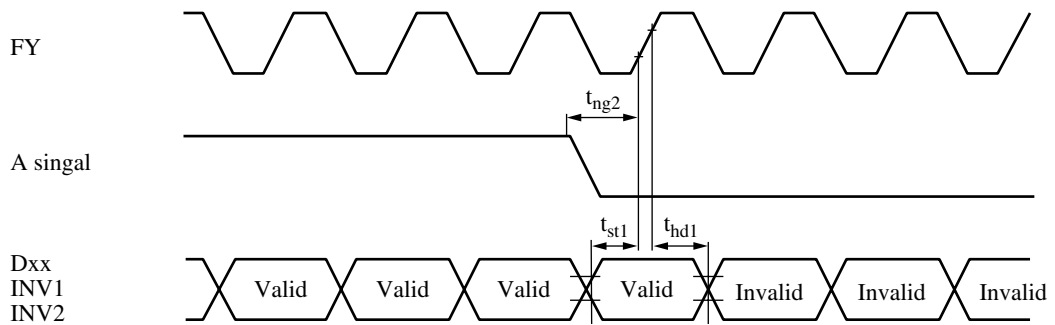 FY
tng2
A singal
tst1 thd1
Dxx
INV1
INV2
Valid Valid Valid Valid Invalid Invalid Invalid